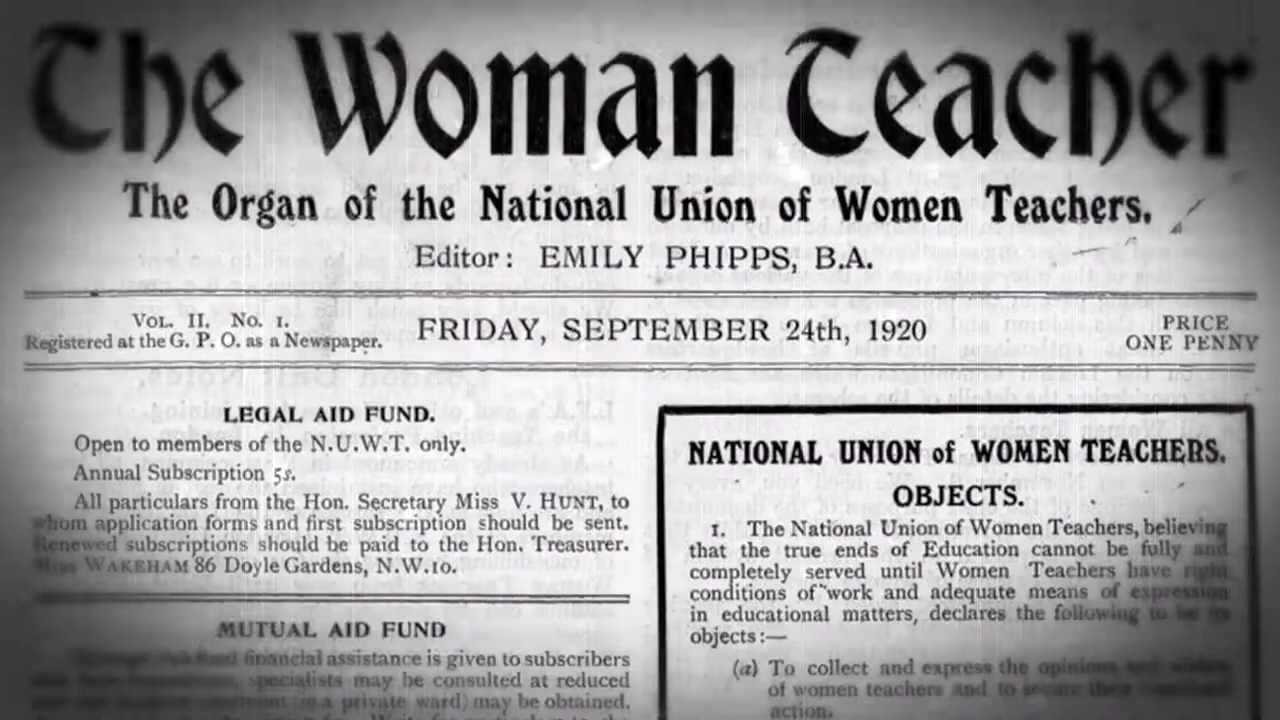 The Woman Teacher
The Organ of the National Union of Women Teachers.
Editor: EMILY PHIPPS, B.A.
VOL. II. No. 1.
Registered at the G. P. O. as a Newspaper.
FRIDAY, SEPTEMBER 24th, 1920
PRICE
ONE PENNY
LEGAL AID FUND.
Open to members of the N.U.W.T. only.
Annual Subscription 5s.
All particulars from the Hon. Secretary Miss V. HUNT, to
whom application forms and first subscription should be sent.
Renewed subscriptions should be paid to the Hon. Treasurer.
Miss WAKEHAM 86 Doyle Gardens, N.W.10.
MUTUAL AID FUND
financial assistance is given to subscribers
specialists may be consulted at reduced
(in a private ward) may be obtained.
NATIONAL UNION of WOMEN TEACHERS.
OBJECTS.
1. The National Union of Women Teachers, believing
that the true ends of Education cannot be fully and
completely served until Women Teachers have right
conditions of work and adequate means of expression
in educational matters, declares the following to be its
objects:—
(a) To collect and express the opinions and
of women teachers and to secure their
action.